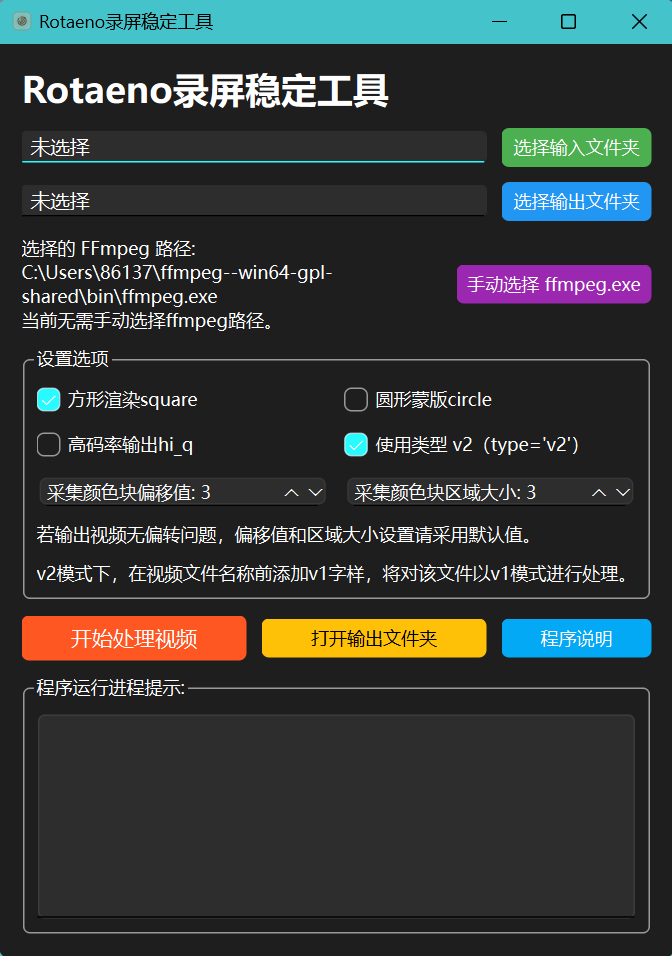 Rotaeno录屏稳定工具
Rotaeno录屏稳定工具
未选择
选择输入文件夹
未选择
选择输出文件夹
选择的 FFmpeg 路径:
C:\Users\86137\ffmpeg--win64-gpl-
shared\bin\ffmpeg.exe
当前无需手动选择ffmpeg路径。
手动选择 ffmpeg.exe
设置选项
方形渲染square
圆形蒙版circle
高码率输出hi_q
使用类型 v2（type='v2'）
采集颜色块偏移值: 3
采集颜色块区域大小: 3
若输出视频无偏转问题，偏移值和区域大小设置请采用默认值。
v2模式下，在视频文件名称前添加v1字样，将对该文件以v1模式进行处理。
开始处理视频
打开输出文件夹
程序说明
程序运行进程提示: